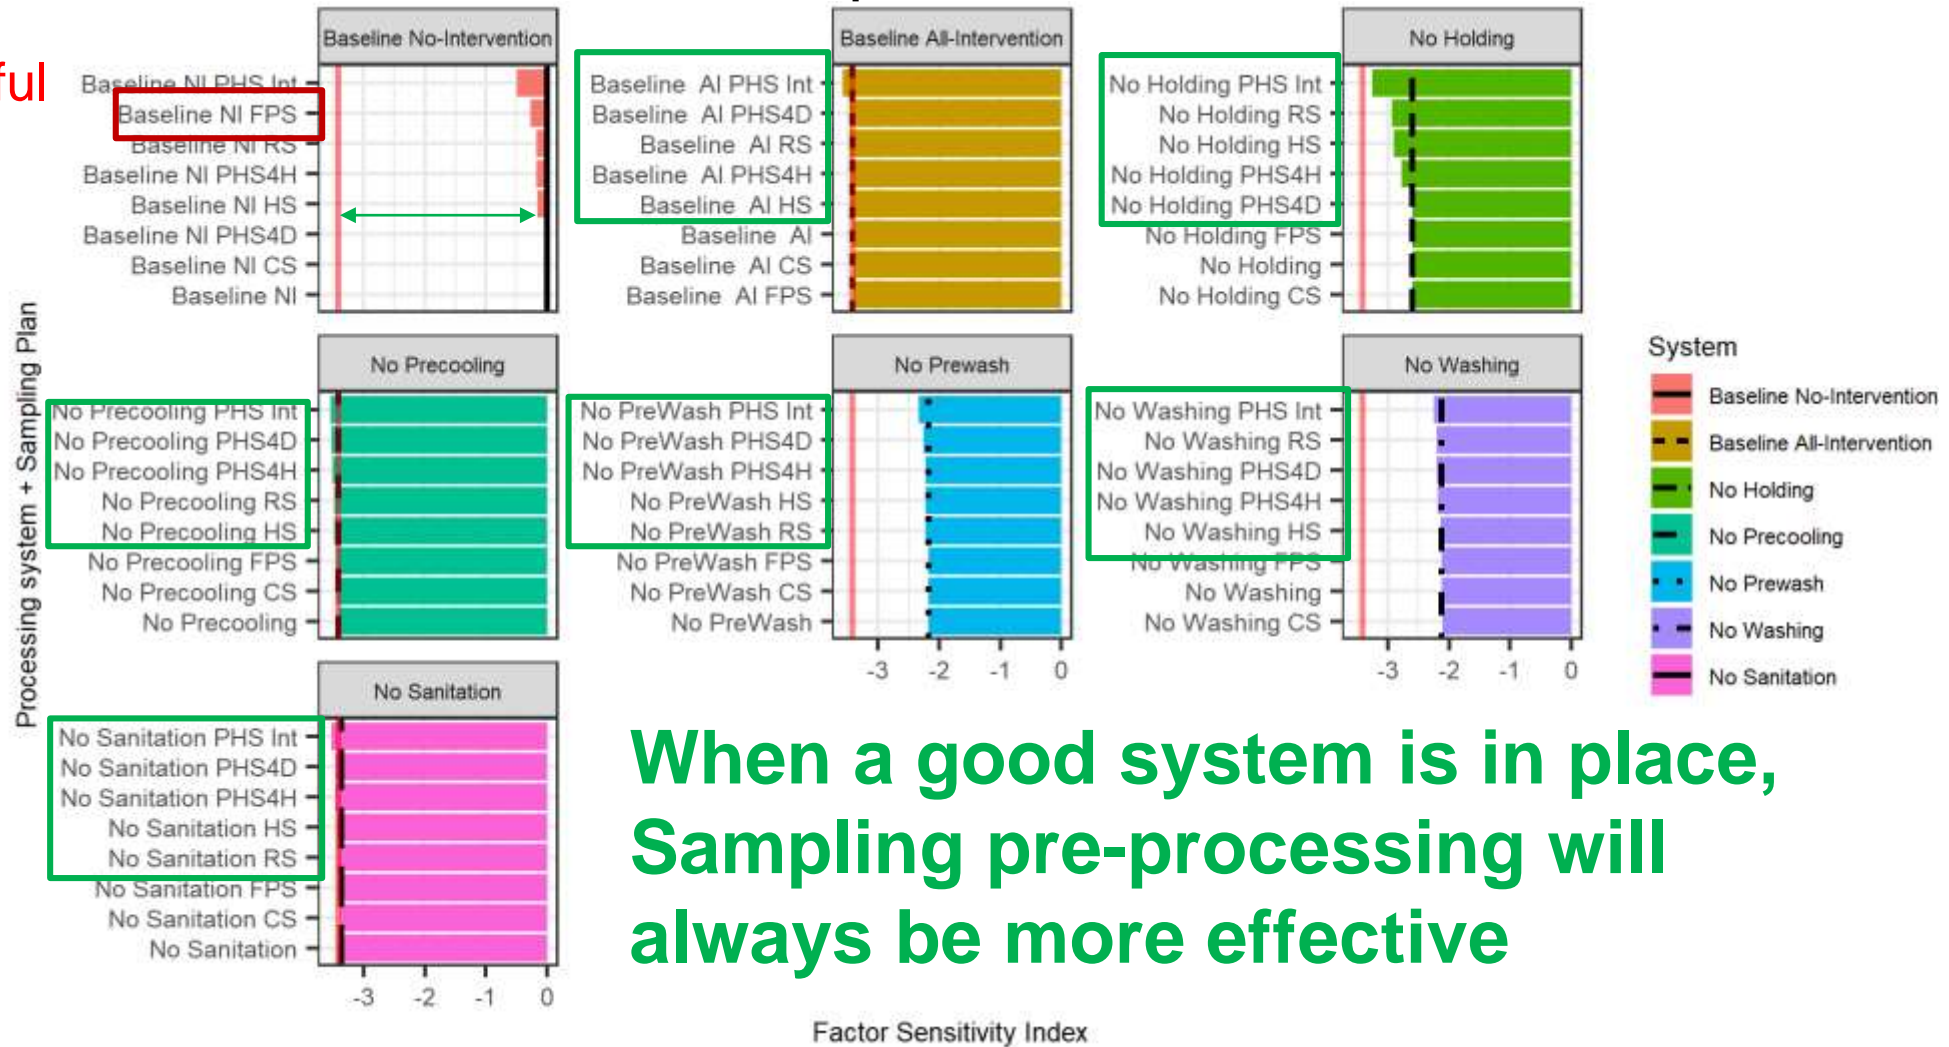 ful
Baseline No-Intervention
Baseline NI PHS Int
Baseline NI FPS
Baseline NI RS
Baseline NI PHS4H
Baseline NI HS
Baseline NI PHS4D
Baseline NI CS
Baseline NI
Baseline All-Intervention
Baseline  AI PHS Int
Baseline  AI PHS4D
Baseline  AI RS
Baseline  AI PHS4H
Baseline  AI HS
Baseline  AI
Baseline  AI CS
Baseline  AI FPS
No Holding
No Holding PHS Int
No Holding RS
No Holding HS
No Holding PHS4H
No Holding PHS4D
No Holding FPS
No Holding
No Holding CS
Processing system + Sampling Plan
No Precooling
No Precooling PHS Int
No Precooling PHS4D
No Precooling PHS4H
No Precooling RS
No Precooling HS
No Precooling FPS
No Precooling CS
No Precooling
No Prewash
No PreWash PHS Int
No PreWash PHS4D
No PreWash PHS4H
No PreWash HS
No PreWash RS
No PreWash FPS
No PreWash CS
No PreWash
-3 -2 -1 0
No Washing
No Washing PHS Int
No Washing RS
No Washing PHS4D
No Washing PHS4H
No Washing HS
No Washing FPS
No Washing
No Washing CS
-3 -2 -1 0
System
Baseline No-Intervention
Baseline All-Intervention
No Holding
No Precooling
No Prewash
No Washing
No Sanitation
No Sanitation
No Sanitation PHS Int
No Sanitation PHS4D
No Sanitation PHS4H
No Sanitation HS
No Sanitation RS
No Sanitation FPS
No Sanitation CS
No Sanitation
-3 -2 -1 0
When a good system is in place,
Sampling pre-processing will
always be more effective
Factor Sensitivity Index